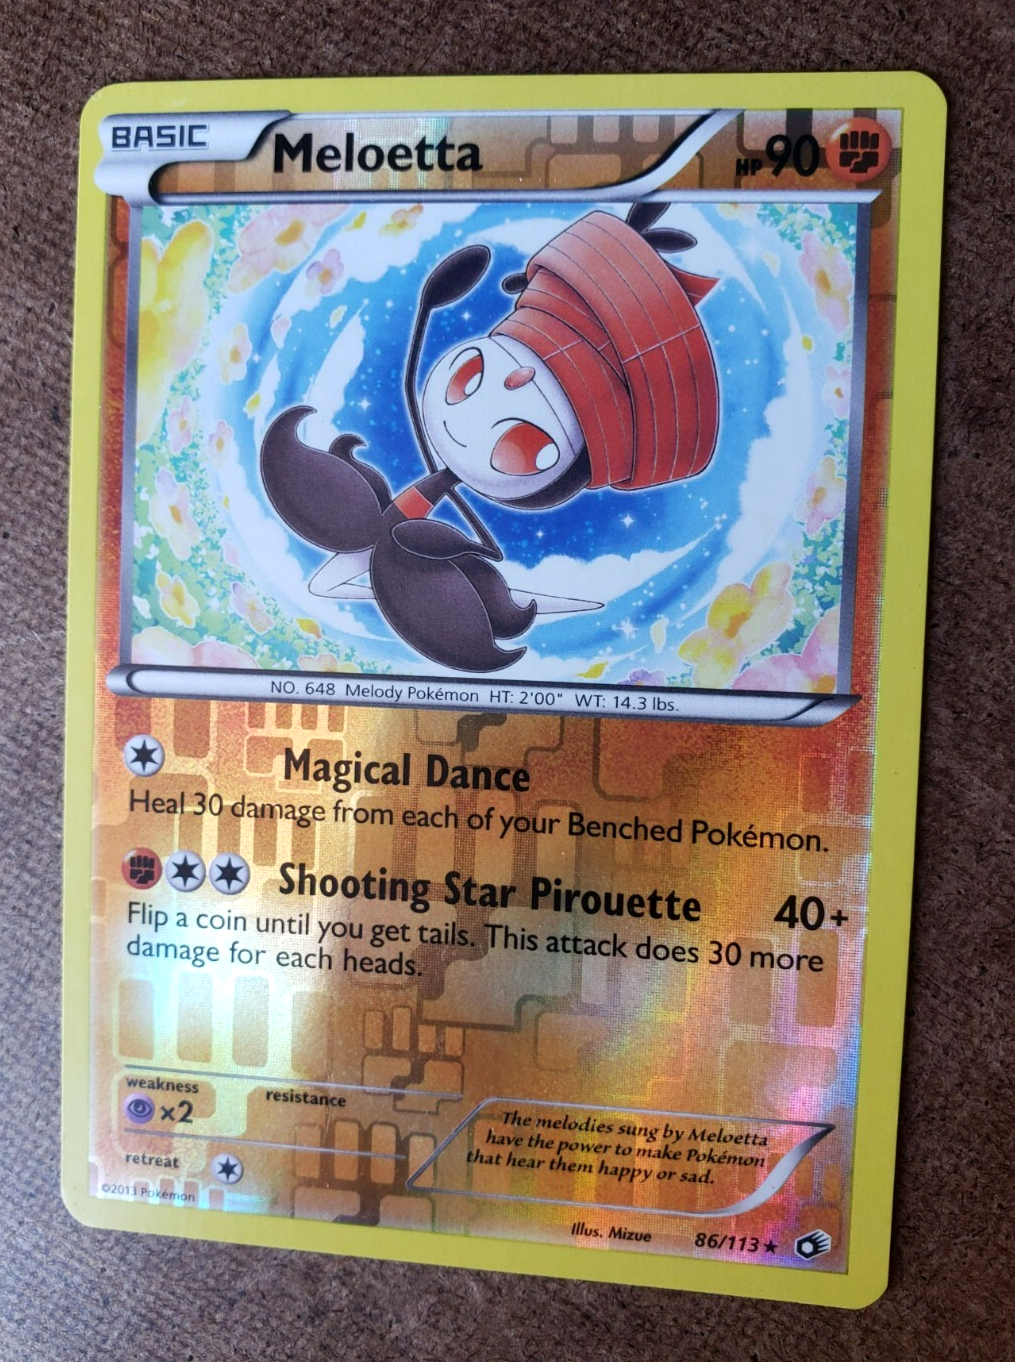 BASIC Meloetta HP 90
NO. 648 Melody Pokémon HT: 2'00" WT: 14.3 lbs.
Magical Dance
Heal 30 damage from each of your Benched Pokémon.
Shooting Star Pirouette 40+
Flip a coin until you get tails. This attack does 30 more
damage for each heads.
weakness resistance
×2
retreat
The melodies sung by Meloetta
have the power to make Pokémon
that hear them happy or sad.
©2013 Pokémon
Illus. Mizue 86/113★